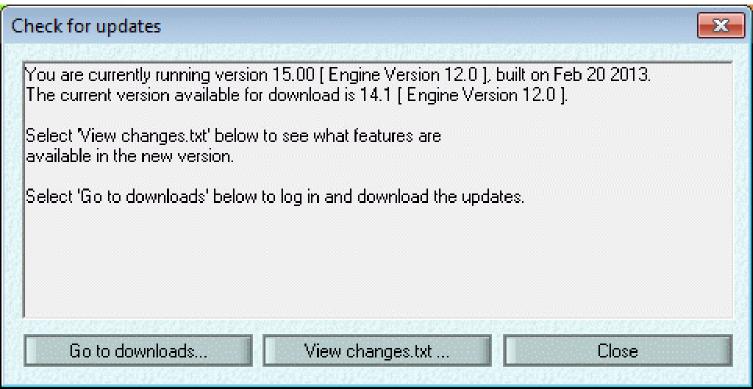 Check for updates
You are currently running version 15.00 [ Engine Version 12.0 ], built on Feb 20 2013.
The current version available for download is 14.1 [ Engine Version 12.0 ].
Select 'View changes.txt' below to see what features are
available in the new version.
Select 'Go to downloads' below to log in and download the updates.
Go to downloads... View changes.txt ... Close